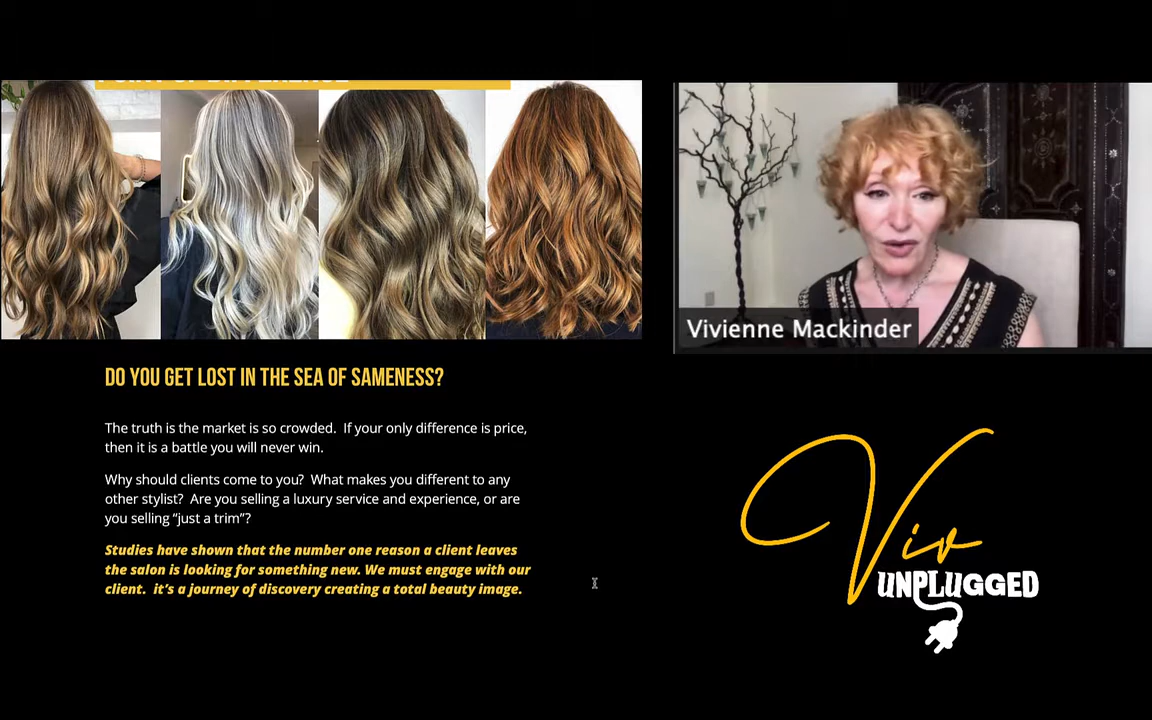 POINT OF DIFFERENCE
Vivienne Mackinder
DO YOU GET LOST IN THE SEA OF SAMENESS?
The truth is the market is so crowded.  If your only difference is price,
then it is a battle you will never win.
Why should clients come to you?  What makes you different to any
other stylist?  Are you selling a luxury service and experience, or are
you selling “just a trim”?
Studies have shown that the number one reason a client leaves
the salon is looking for something new. We must engage with our
client.  it’s a journey of discovery creating a total beauty image.
Viv
UNPLUGGED